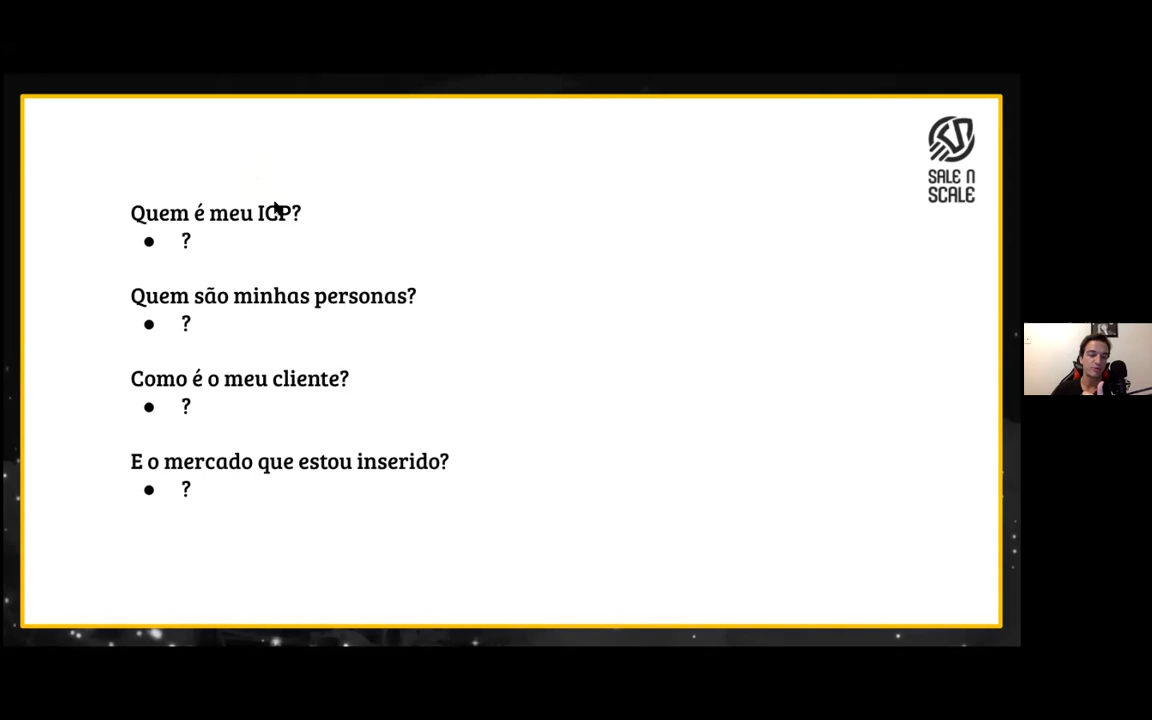 Quem é meu ICP?
● ?
Quem são minhas personas?
● ?
Como é o meu cliente?
● ?
E o mercado que estou inserido?
● ?
SALE N
SCALE